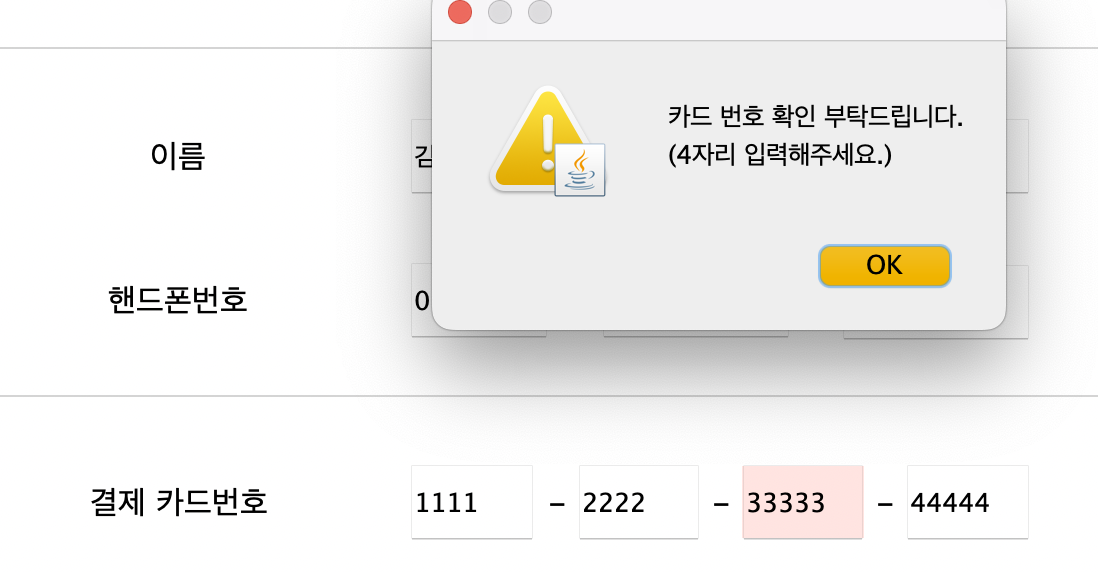 카드 번호 확인 부탁드립니다.
(4자리 입력해주세요.)
OK
이름 김
핸드폰번호 0
결제 카드번호 1111 - 2222 - 33333 - 44444